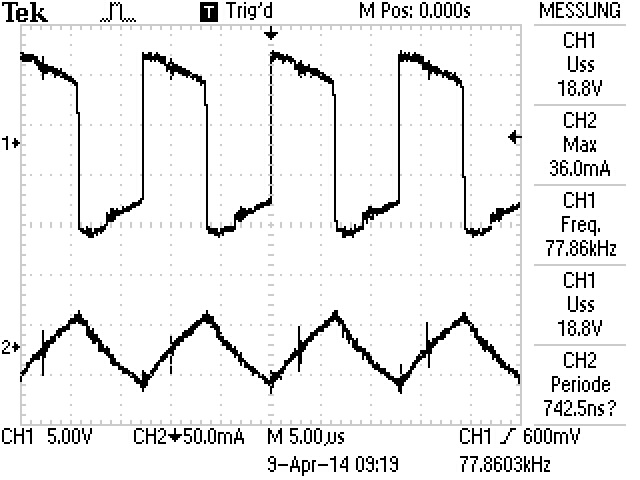 Tek T Trig'd M Pos: 0.000s MESSUNG
CH1
Uss
18.8V
CH2
Max
36.0mA
CH1
Freq.
77.86kHz
CH1
Uss
18.8V
CH2
Periode
742.5ns?
1
2
CH1 5.00V CH2 50.0mA M 5.00µs CH1 600mV
9-Apr-14 09:19 77.8603kHz